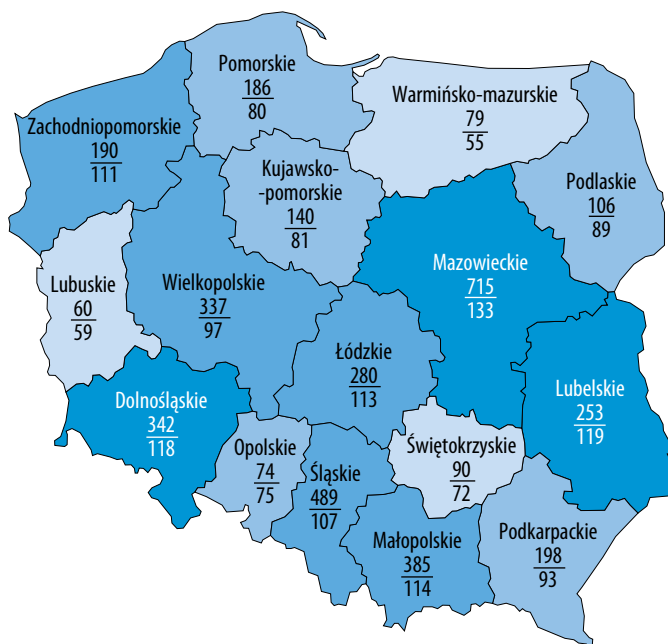 Pomorskie
186
80
Warmińsko-mazurskie
79
55
Zachodniopomorskie
190
111
Kujawsko-
-pomorskie
140
81
Podlaskie
106
89
Mazowieckie
715
133
Lubuskie
60
59
Wielkopolskie
337
97
Łódzkie
280
113
Lubelskie
253
119
Dolnośląskie
342
118
Opolskie
74
75
Śląskie
489
107
Świętokrzyskie
90
72
Małopolskie
385
114
Podkarpackie
198
93